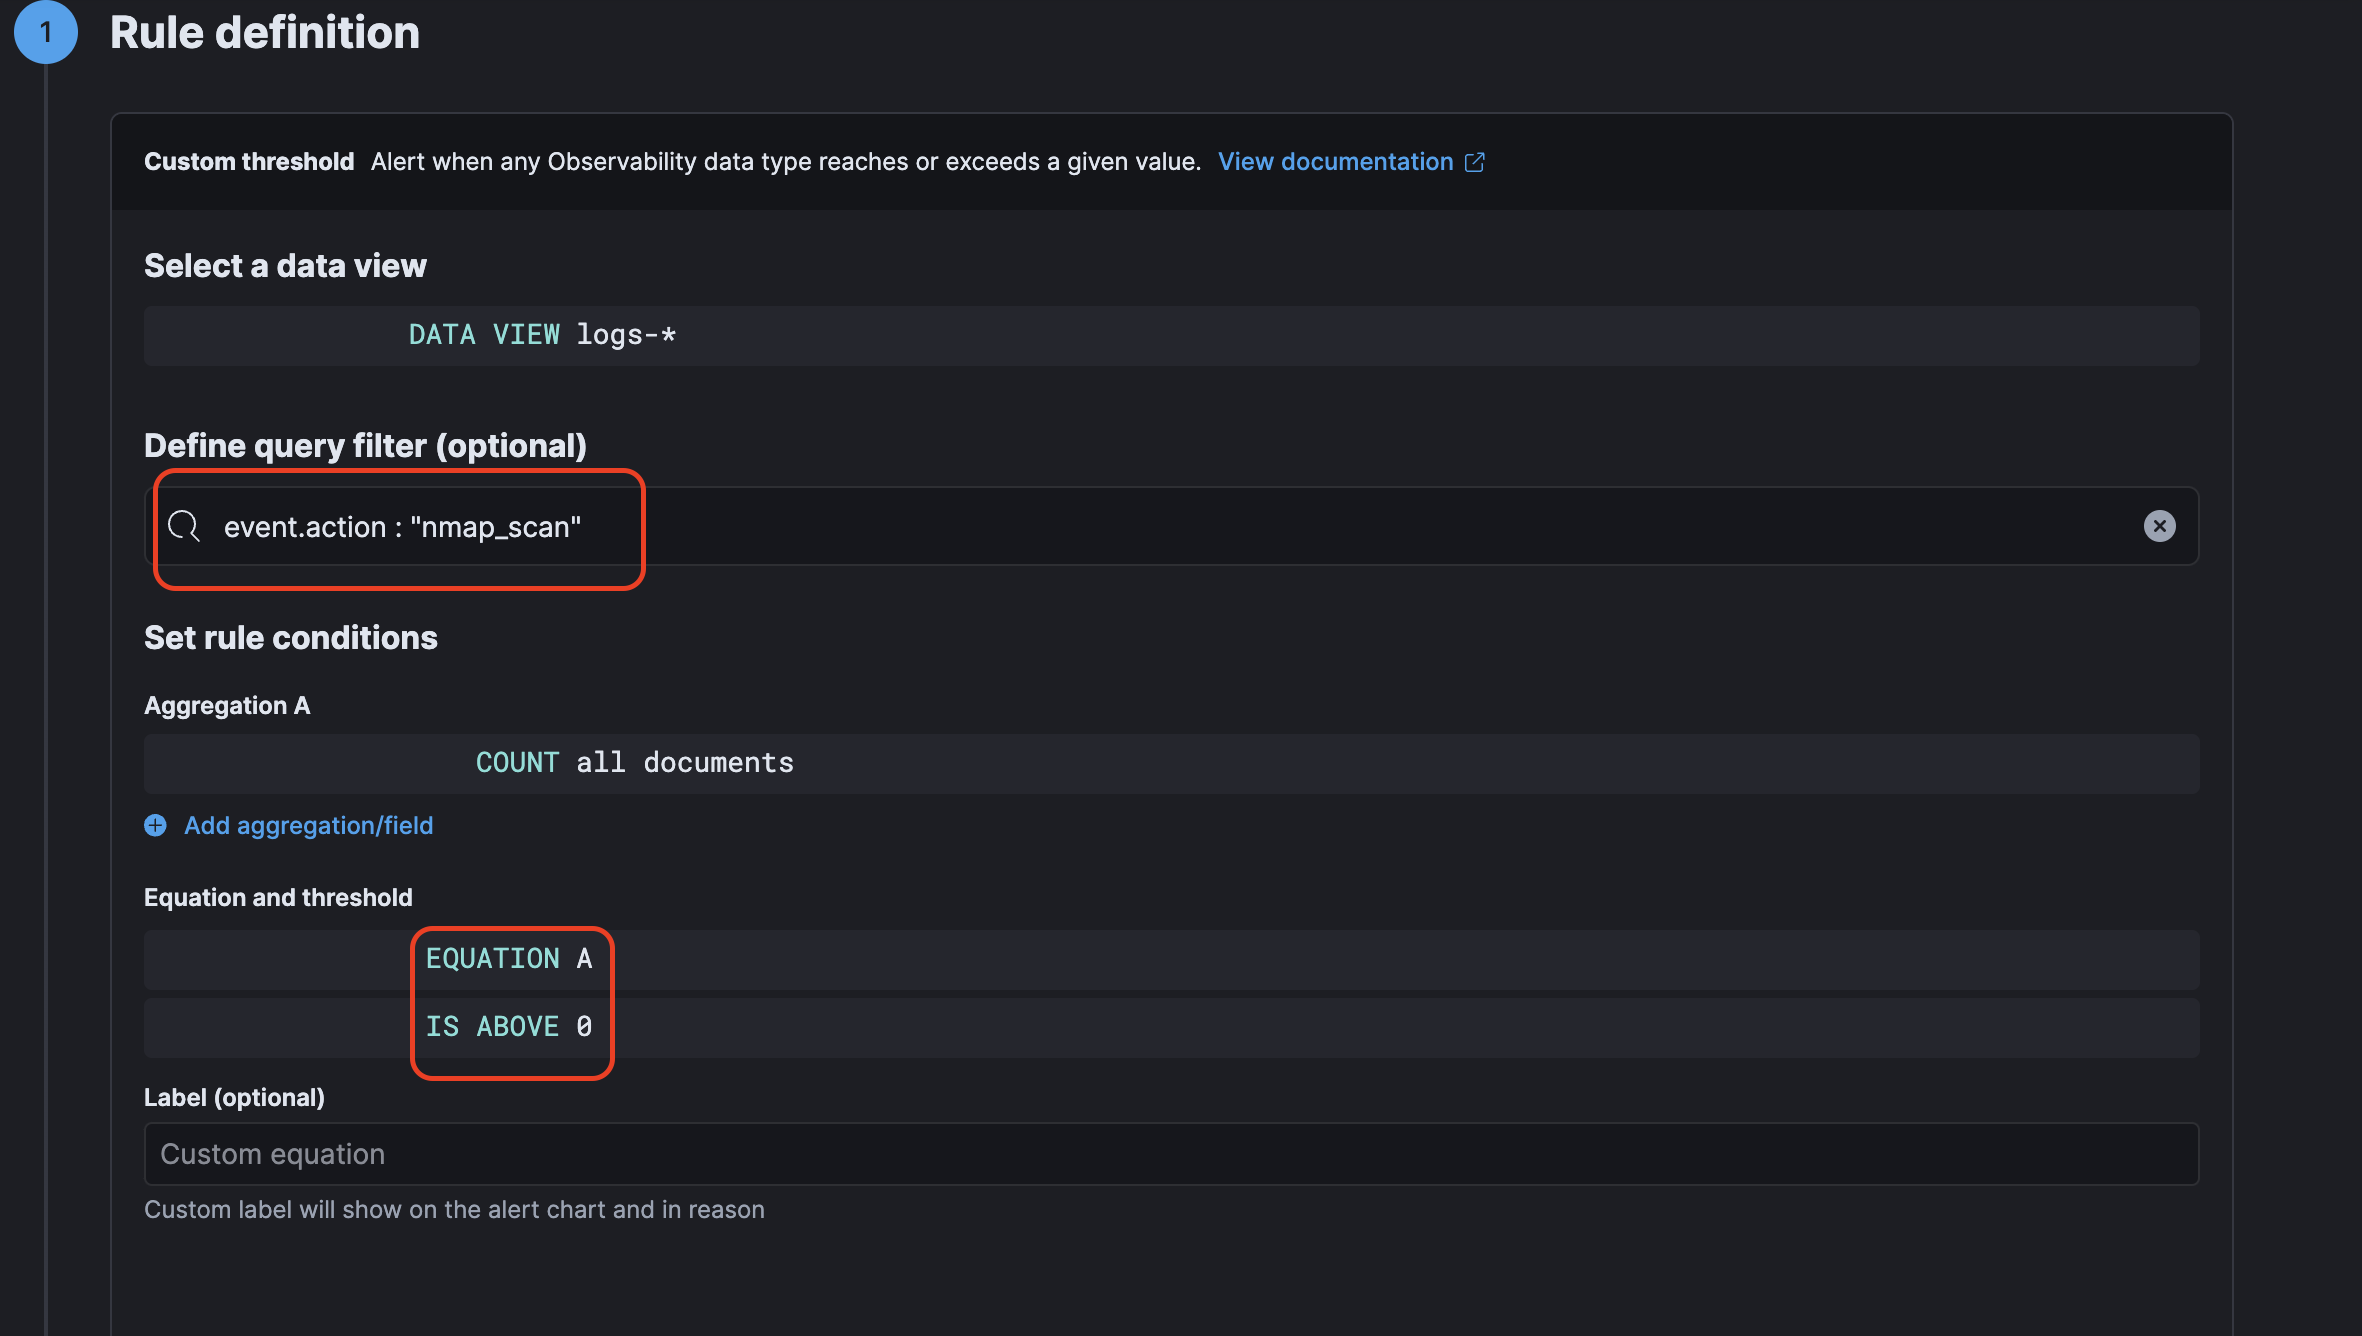 1
Rule definition
Custom threshold Alert when any Observability data type reaches or exceeds a given value. View documentation
Select a data view
DATA VIEW logs-*
Define query filter (optional)
event.action : "nmap_scan"
Set rule conditions
Aggregation A
COUNT all documents
Add aggregation/field
Equation and threshold
EQUATION A
IS ABOVE 0
Label (optional)
Custom equation
Custom label will show on the alert chart and in reason